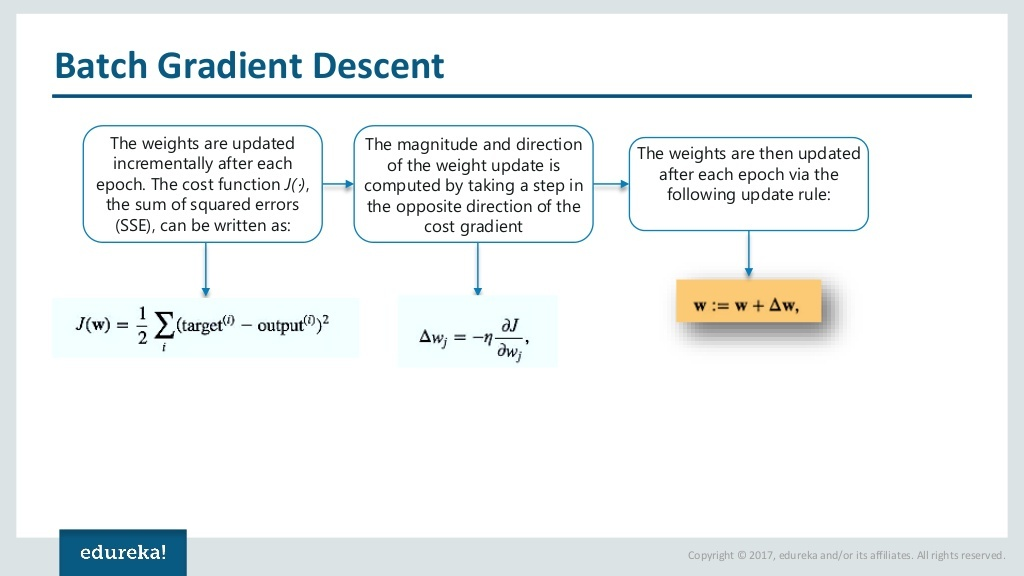 Batch Gradient Descent
The weights are updated
incrementally after each
epoch. The cost function J(·),
the sum of squared errors
(SSE), can be written as:
The magnitude and direction
of the weight update is
computed by taking a step in
the opposite direction of the
cost gradient
The weights are then updated
after each epoch via the
following update rule:
J(w) = 1/2 ∑i (target⁽ⁱ⁾ − output⁽ⁱ⁾)²
Δwj = −η ∂J/∂wj,
w := w + Δw,
edureka!
Copyright © 2017, edureka and/or its affiliates. All rights reserved.